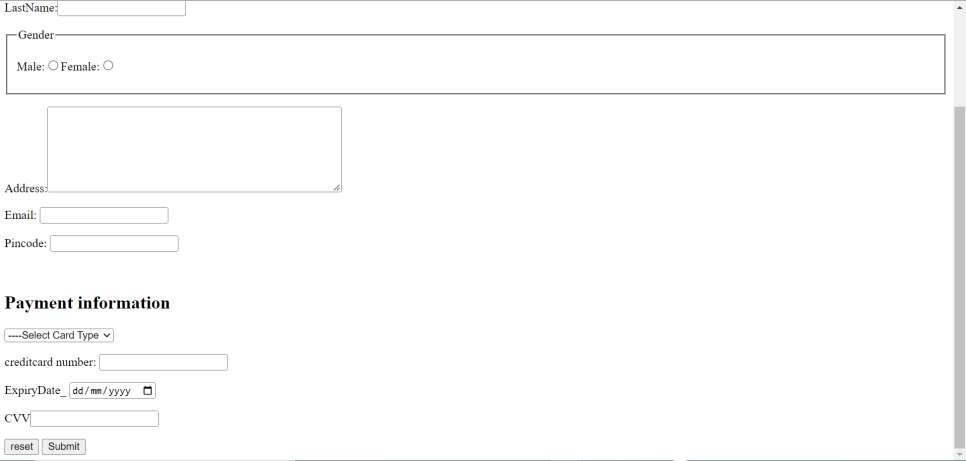 LastName:
Gender
Male: Female:
Address:
Email:
Pincode:
Payment information
----Select Card Type
creditcard number:
ExpiryDate_ dd/mm/yyyy
CVV
reset Submit